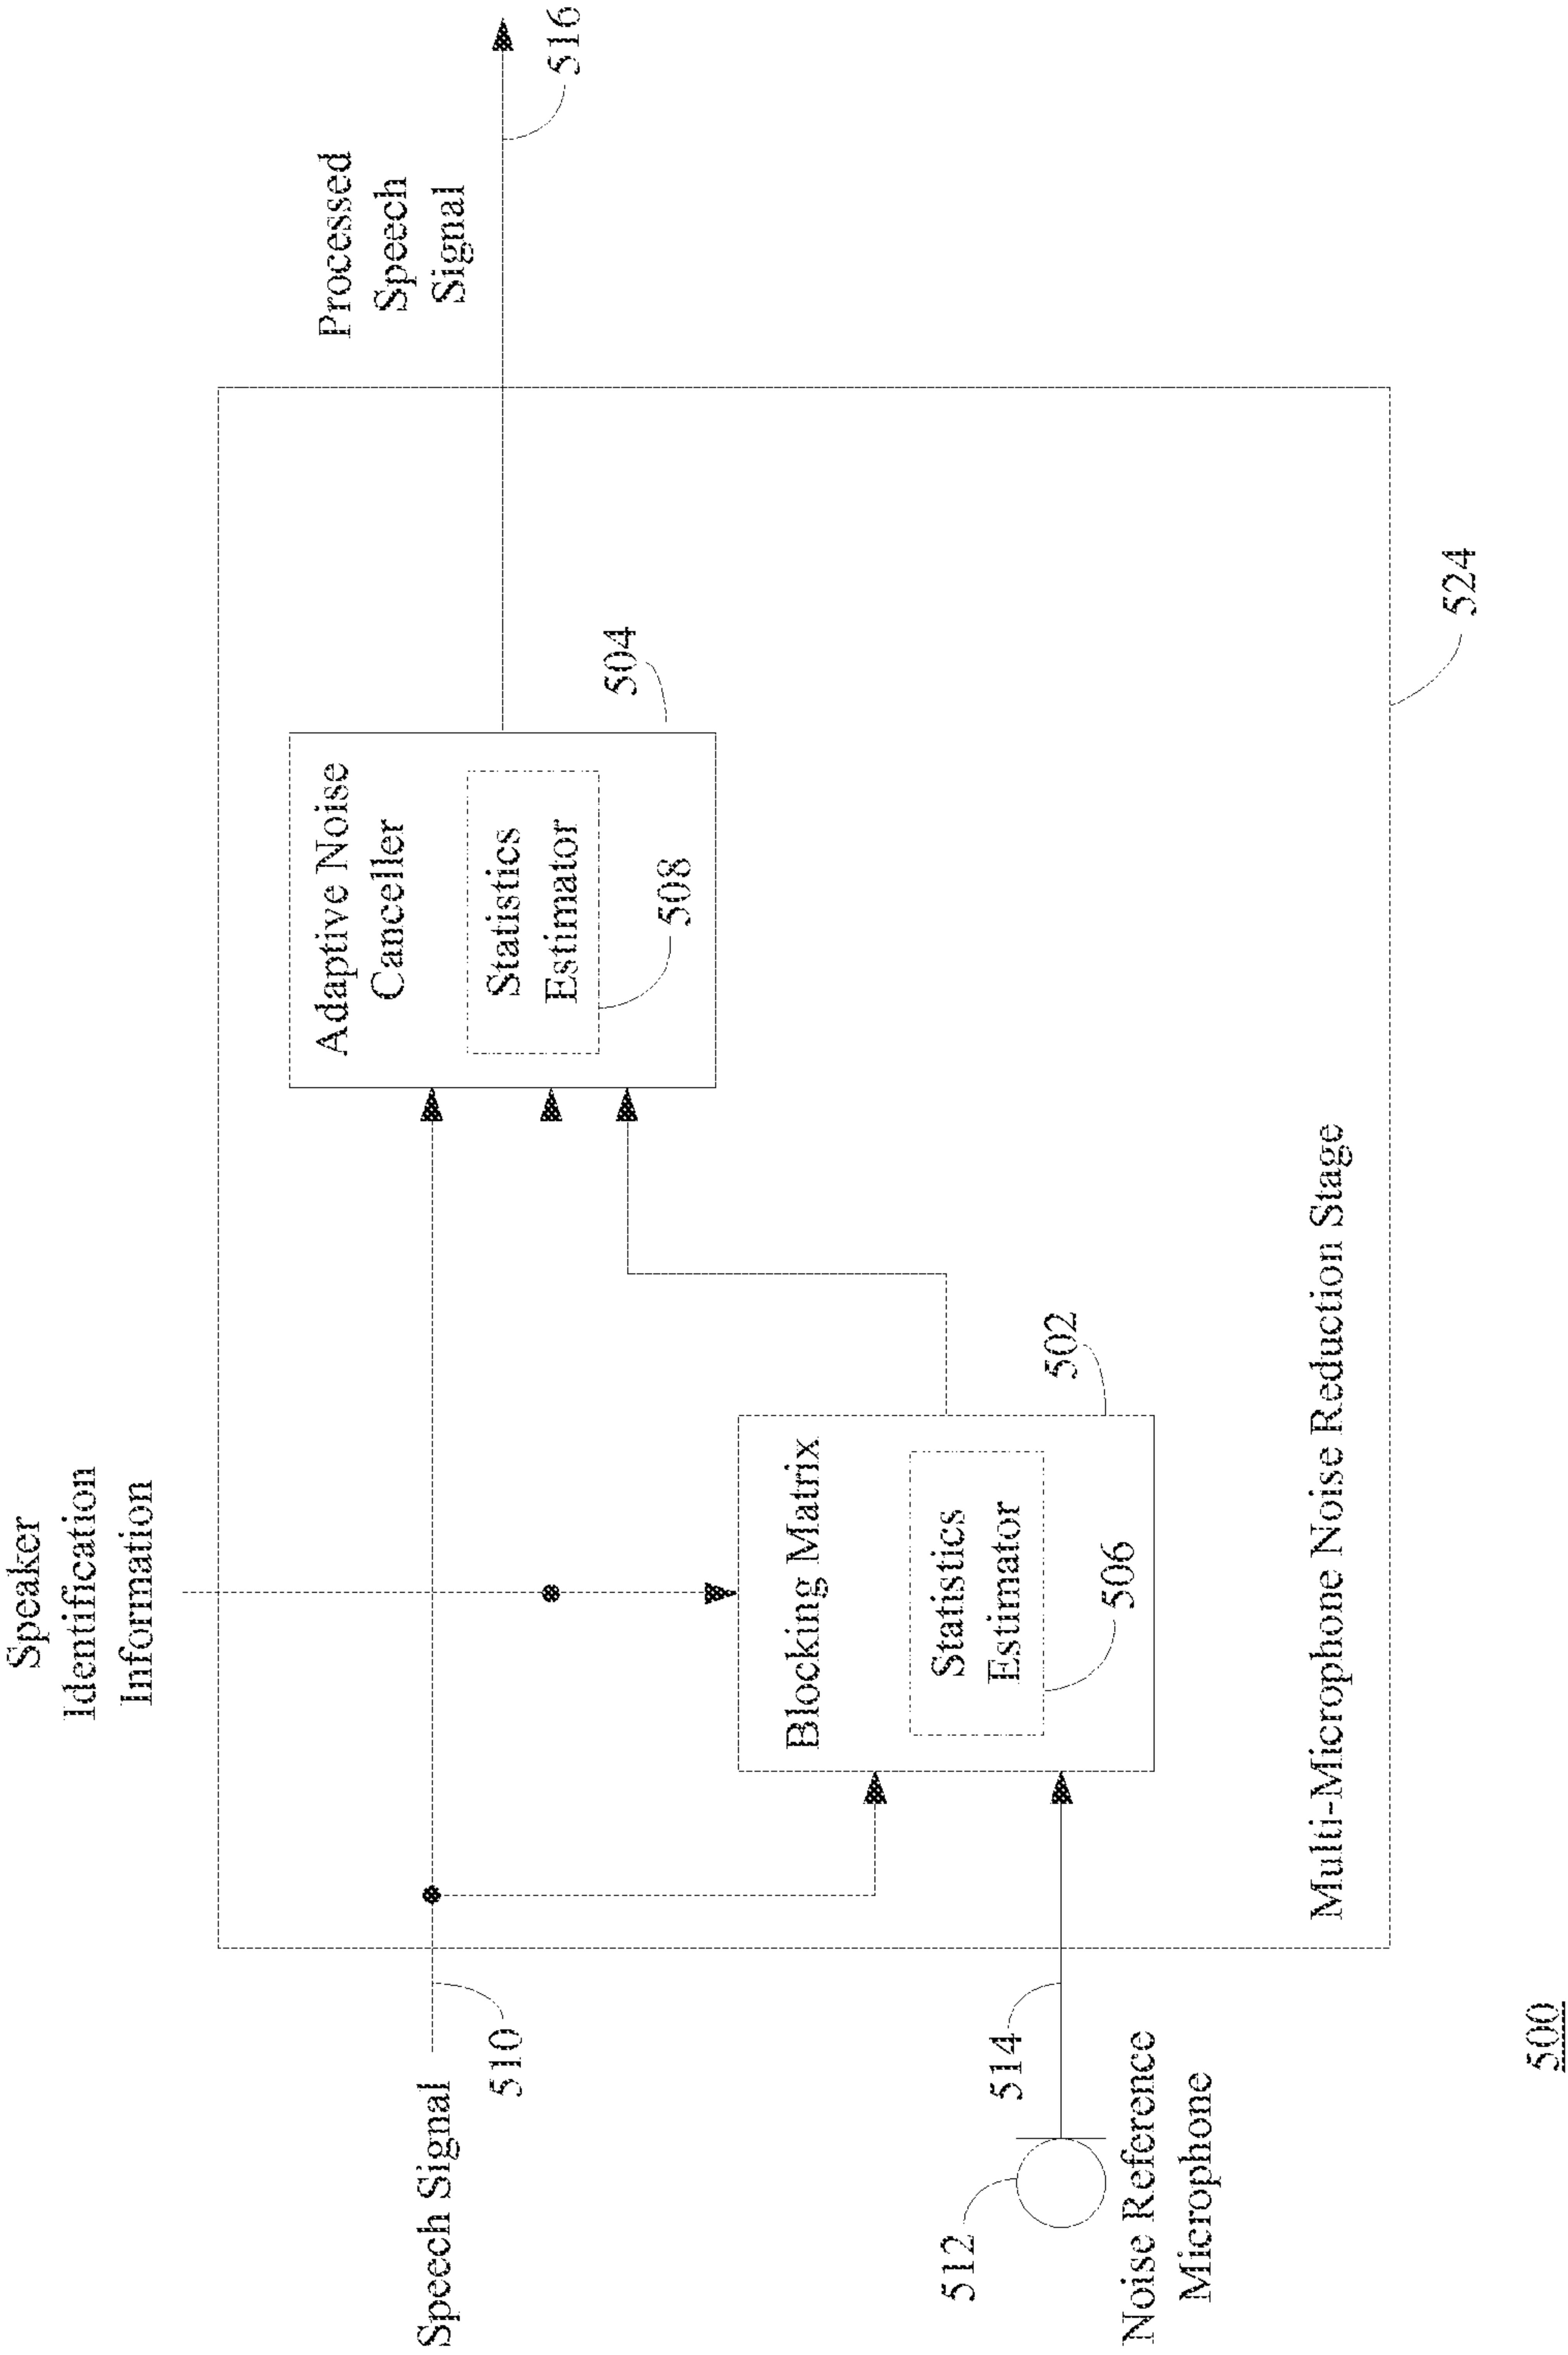 Speaker
Identification
Information
Speech Signal
510
Adaptive Noise
Canceller
Statistics
Estimator
508
504
Processed
Speech
Signal
516
Blocking Matrix
Statistics
Estimator
506
502
514
512
Noise Reference
Microphone
Multi-Microphone Noise Reduction Stage
524
500